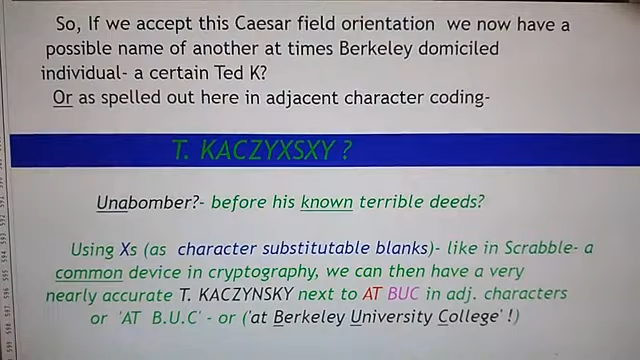 So, If we accept this Caesar field orientation we now have a
possible name of another at times Berkeley domiciled
individual- a certain Ted K?
Or as spelled out here in adjacent character coding-
T. KACZYXSXY ?
Unabomber?- before his known terrible deeds?
Using Xs (as character substitutable blanks)- like in Scrabble- a
common device in cryptography, we can then have a very
nearly accurate T. KACZYNSKY next to AT BUC in adj. characters
or 'AT B.U.C' - or ('at Berkeley University College' !)